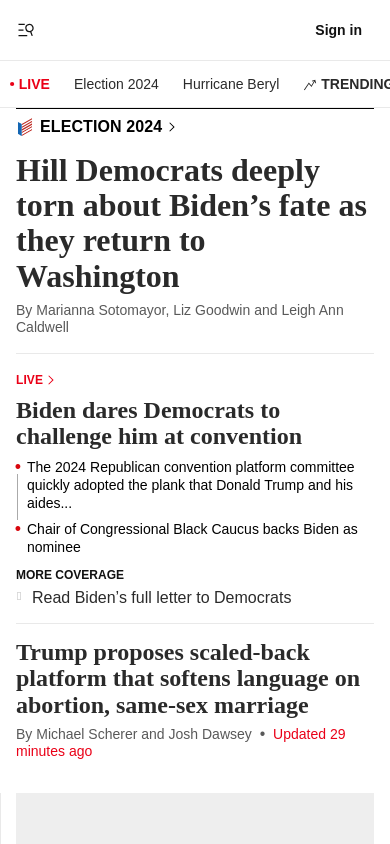 Sign in
• LIVE Election 2024 Hurricane Beryl TRENDING
ELECTION 2024
Hill Democrats deeply
torn about Biden’s fate as
they return to
Washington
By Marianna Sotomayor, Liz Goodwin and Leigh Ann
Caldwell
LIVE
Biden dares Democrats to
challenge him at convention
The 2024 Republican convention platform committee
quickly adopted the plank that Donald Trump and his
aides...
Chair of Congressional Black Caucus backs Biden as
nominee
MORE COVERAGE
Read Biden’s full letter to Democrats
Trump proposes scaled-back
platform that softens language on
abortion, same-sex marriage
By Michael Scherer and Josh Dawsey • Updated 29
minutes ago